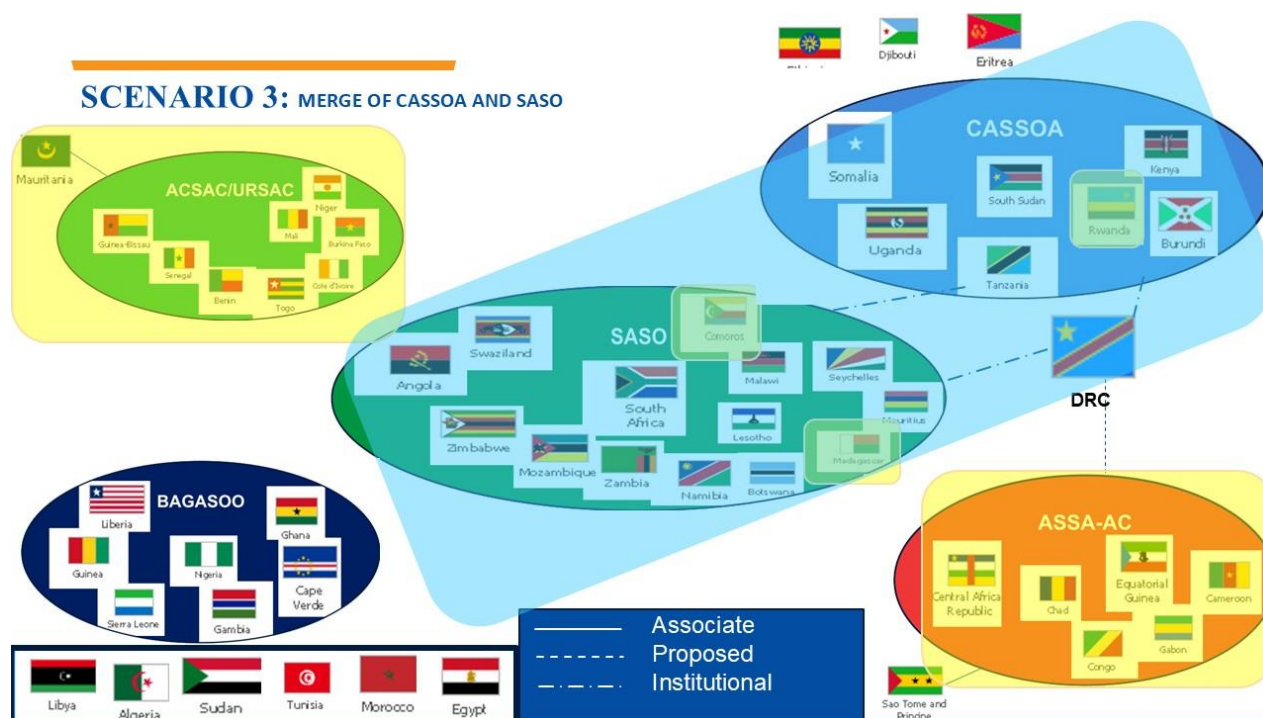 Djibouti
Eritrea
SCENARIO 3: MERGE OF CASSOA AND SASO
Mauritania
ACSAC/URSAC
Niger
Mali
Burkina Faso
Guinea-Bissau
Senegal
Benin
Togo
Cote d'Ivoire
CASSOA
Somalia
South Sudan
Kenya
Uganda
Rwanda
Burundi
Tanzania
SASO
Comoros
Swaziland
Angola
South
Africa
Malawi
Seychelles
Mauritius
Lesotho
Zimbabwe
Mozambique
Zambia
Namibia
Botswana
Madagascar
DRC
BAGASOO
Liberia
Ghana
Guinea
Nigeria
Cape
Verde
Sierra Leone
Gambia
ASSA-AC
Central Africa
Republic
Chad
Equatorial
Guinea
Cameroon
Congo
Gabon
Sao Tome and
Principe
Associate
Proposed
Institutional
Libya
Algeria
Sudan
Tunisia
Morocco
Egypt